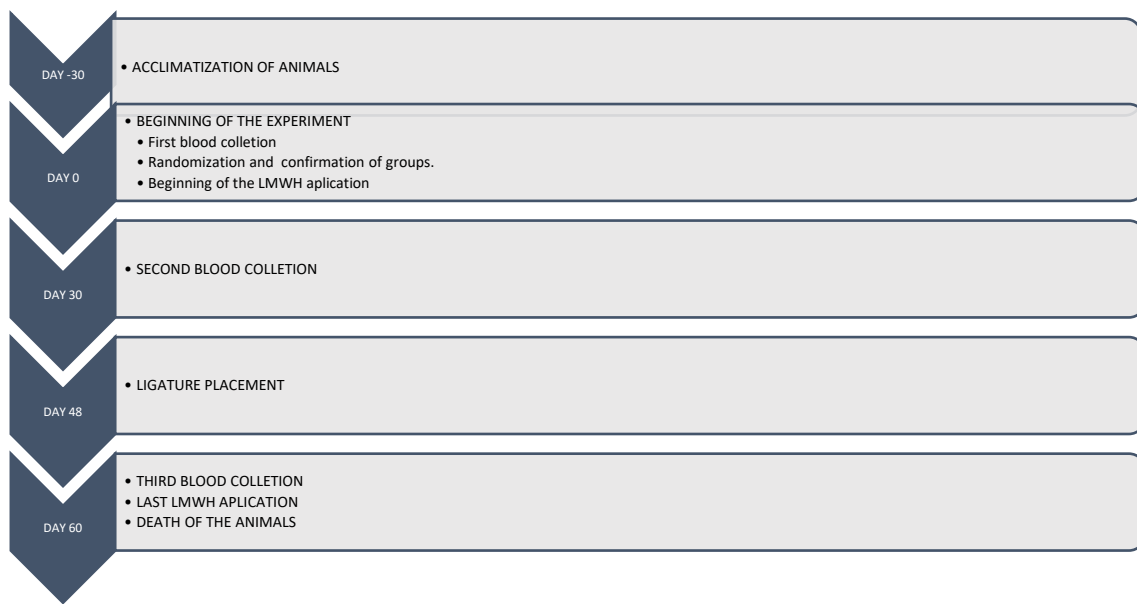 DAY -30
• ACCLIMATIZATION OF ANIMALS
DAY 0
• BEGINNING OF THE EXPERIMENT
• First blood colletion
• Randomization and  confirmation of groups.
• Beginning of the LMWH aplication
DAY 30
• SECOND BLOOD COLLETION
DAY 48
• LIGATURE PLACEMENT
DAY 60
• THIRD BLOOD COLLETION
• LAST LMWH APLICATION
• DEATH OF THE ANIMALS